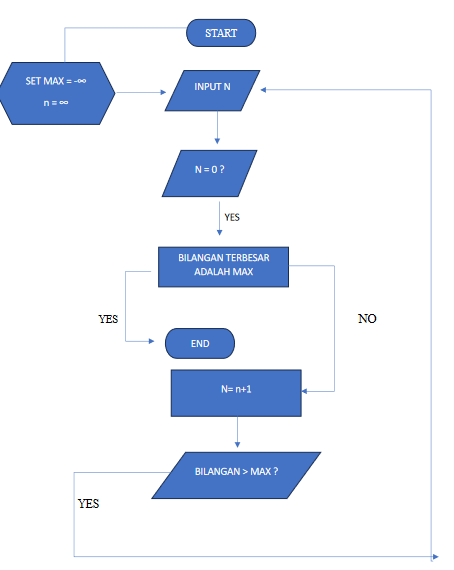 START
SET MAX = -∞
n = ∞
INPUT N
N = 0 ?
YES
BILANGAN TERBESAR
ADALAH MAX
YES
NO
END
N= n+1
BILANGAN > MAX ?
YES